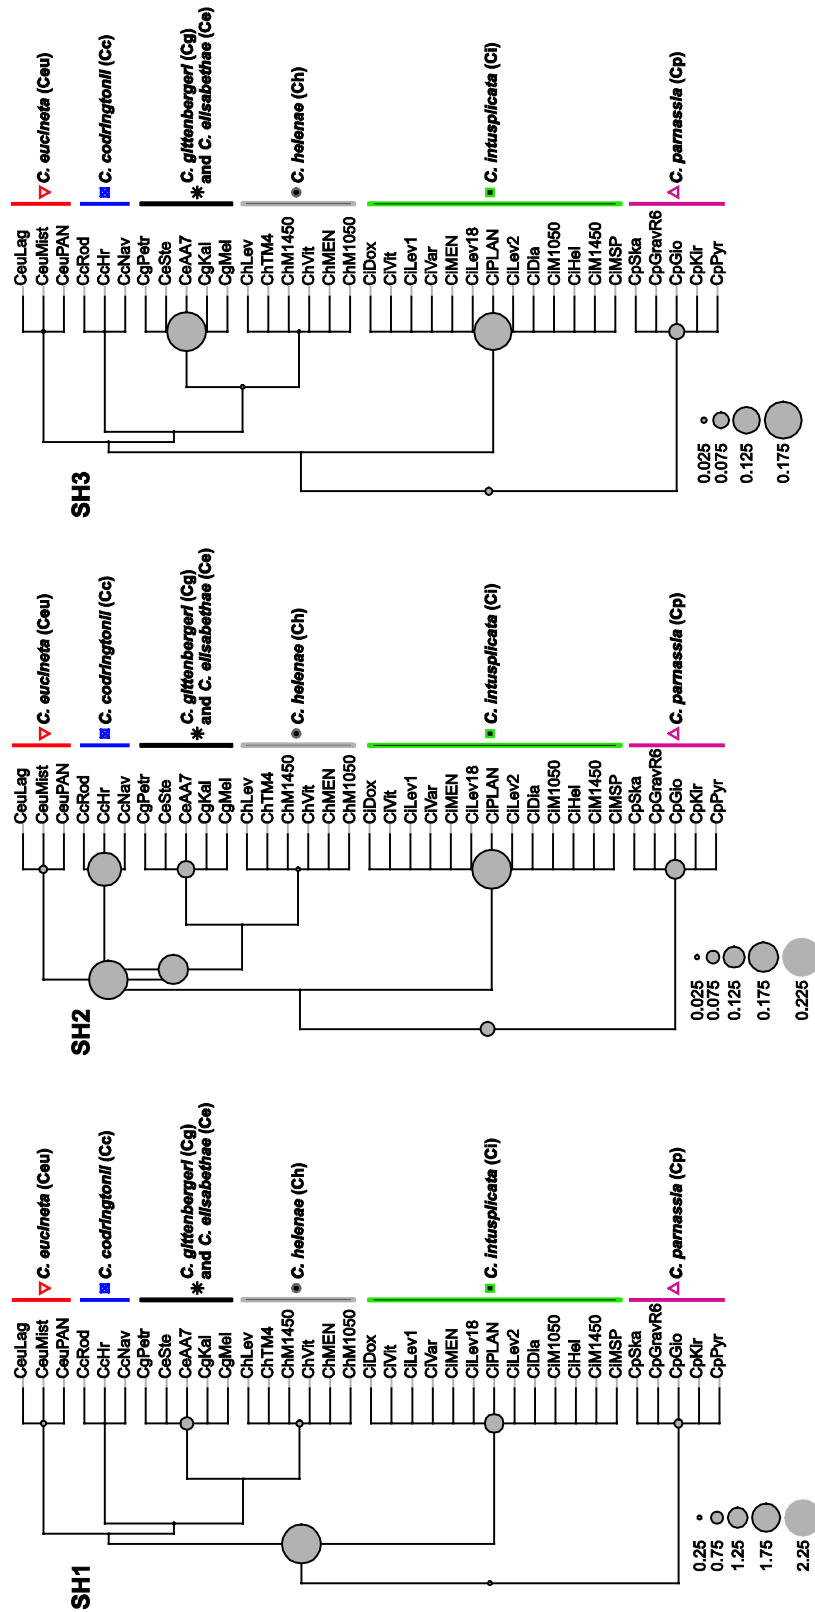 SH1
CeuLag
CeuMist
CeuPAN
CcRod
CcHr
CcNav
CgPetr
CeSte
CeAA7
CgKal
CgMel
ChLev
ChTM4
ChM1450
ChVit
ChMEN
ChM1050
CiDox
CiVit
CiLev1
CiVar
CiMEN
CiLev18
CiPLAN
CiLev2
CiDia
CiM1050
CiHel
CiM1450
CiMSP
CpSka
CpGravR6
CpGio
CpKir
CpPyr
C. eucineta (Ceu)
C. codringtonii (Cc)
C. gittenbergeri (Cg)
and C. elisabethae (Ce)
C. helenae (Ch)
C. intusplicata (Ci)
C. parnassia (Cp)
0.25
0.75
1.25
1.75
2.25
SH2
CeuLag
CeuMist
CeuPAN
CcRod
CcHr
CcNav
CgPetr
CeSte
CeAA7
CgKal
CgMel
ChLev
ChTM4
ChM1450
ChVit
ChMEN
ChM1050
CiDox
CiVit
CiLev1
CiVar
CiMEN
CiLev18
CiPLAN
CiLev2
CiDia
CiM1050
CiHel
CiM1450
CiMSP
CpSka
CpGravR6
CpGio
CpKir
CpPyr
C. eucineta (Ceu)
C. codringtonii (Cc)
C. gittenbergeri (Cg)
and C. elisabethae (Ce)
C. helenae (Ch)
C. intusplicata (Ci)
C. parnassia (Cp)
0.025
0.075
0.125
0.175
0.225
SH3
CeuLag
CeuMist
CeuPAN
CcRod
CcHr
CcNav
CgPetr
CeSte
CeAA7
CgKal
CgMel
ChLev
ChTM4
ChM1450
ChVit
ChMEN
ChM1050
CiDox
CiVit
CiLev1
CiVar
CiMEN
CiLev18
CiPLAN
CiLev2
CiDia
CiM1050
CiHel
CiM1450
CiMSP
CpSka
CpGravR6
CpGio
CpKir
CpPyr
C. eucineta (Ceu)
C. codringtonii (Cc)
C. gittenbergeri (Cg)
and C. elisabethae (Ce)
C. helenae (Ch)
C. intusplicata (Ci)
C. parnassia (Cp)
0.025
0.075
0.125
0.175